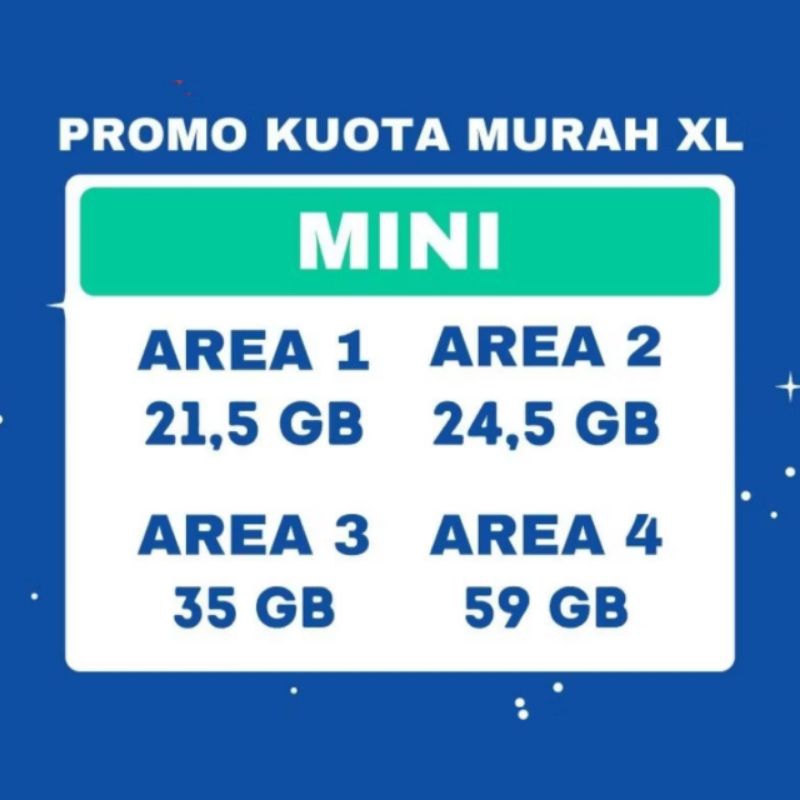 PROMO KUOTA MURAH XL
MINI
AREA 1
21,5 GB
AREA 2
24,5 GB
AREA 3
35 GB
AREA 4
59 GB